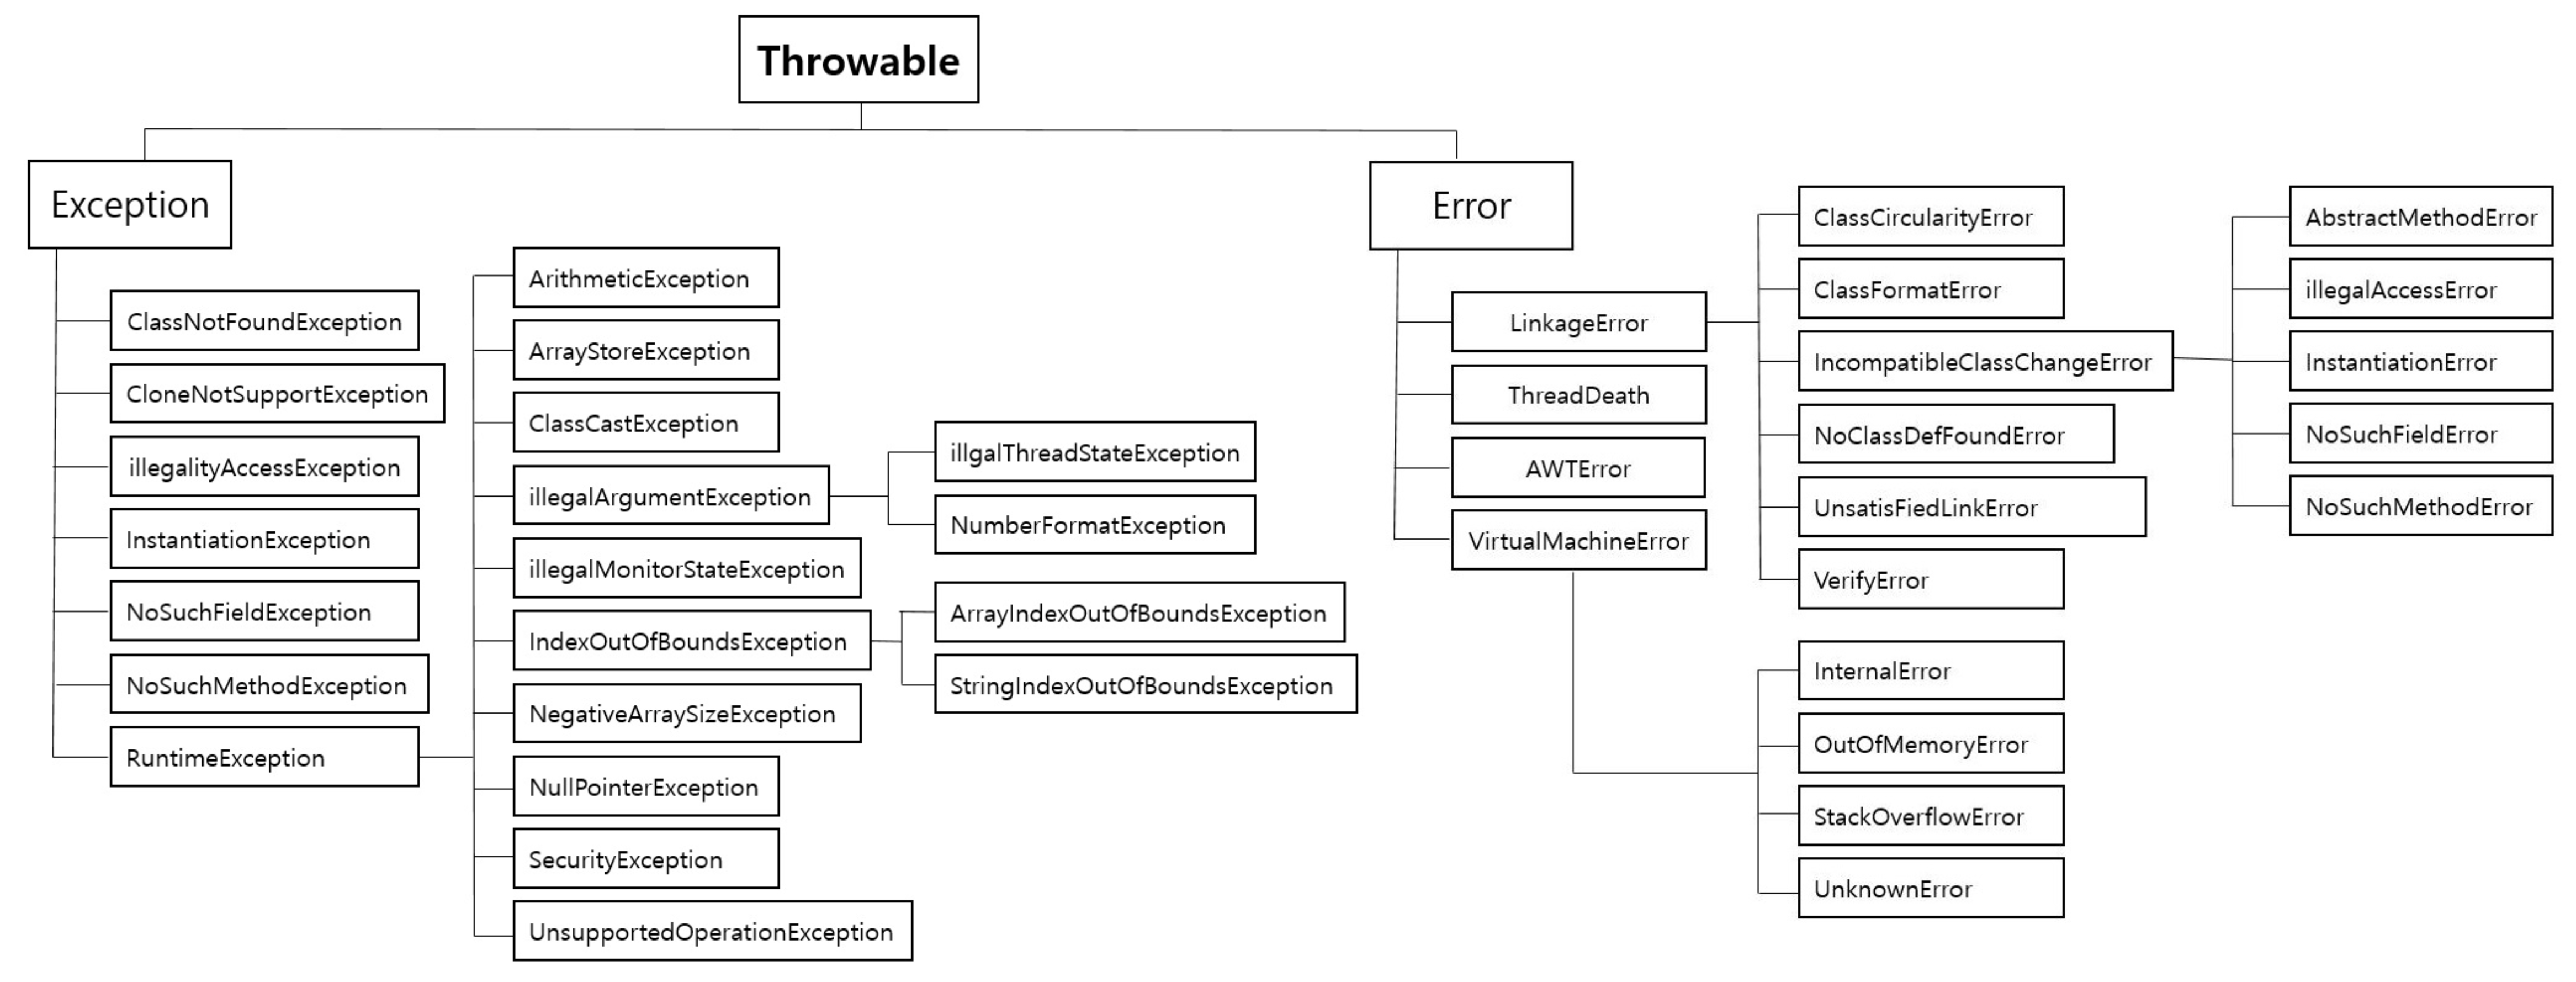 Throwable
Exception
ClassNotFoundException
CloneNotSupportException
illegalityAccessException
InstantiationException
NoSuchFieldException
NoSuchMethodException
RuntimeException
ArithmeticException
ArrayStoreException
ClassCastException
illegalArgumentException
illegalMonitorStateException
IndexOutOfBoundsException
NegativeArraySizeException
NullPointerException
SecurityException
UnsupportedOperationException
illgalThreadStateException
NumberFormatException
ArrayIndexOutOfBoundsException
StringIndexOutOfBoundsException
Error
LinkageError
ThreadDeath
AWTError
VirtualMachineError
ClassCircularityError
ClassFormatError
IncompatibleClassChangeError
NoClassDefFoundError
UnsatisFiedLinkError
VerifyError
AbstractMethodError
illegalAccessError
InstantiationError
NoSuchFieldError
NoSuchMethodError
InternalError
OutOfMemoryError
StackOverflowError
UnknownError